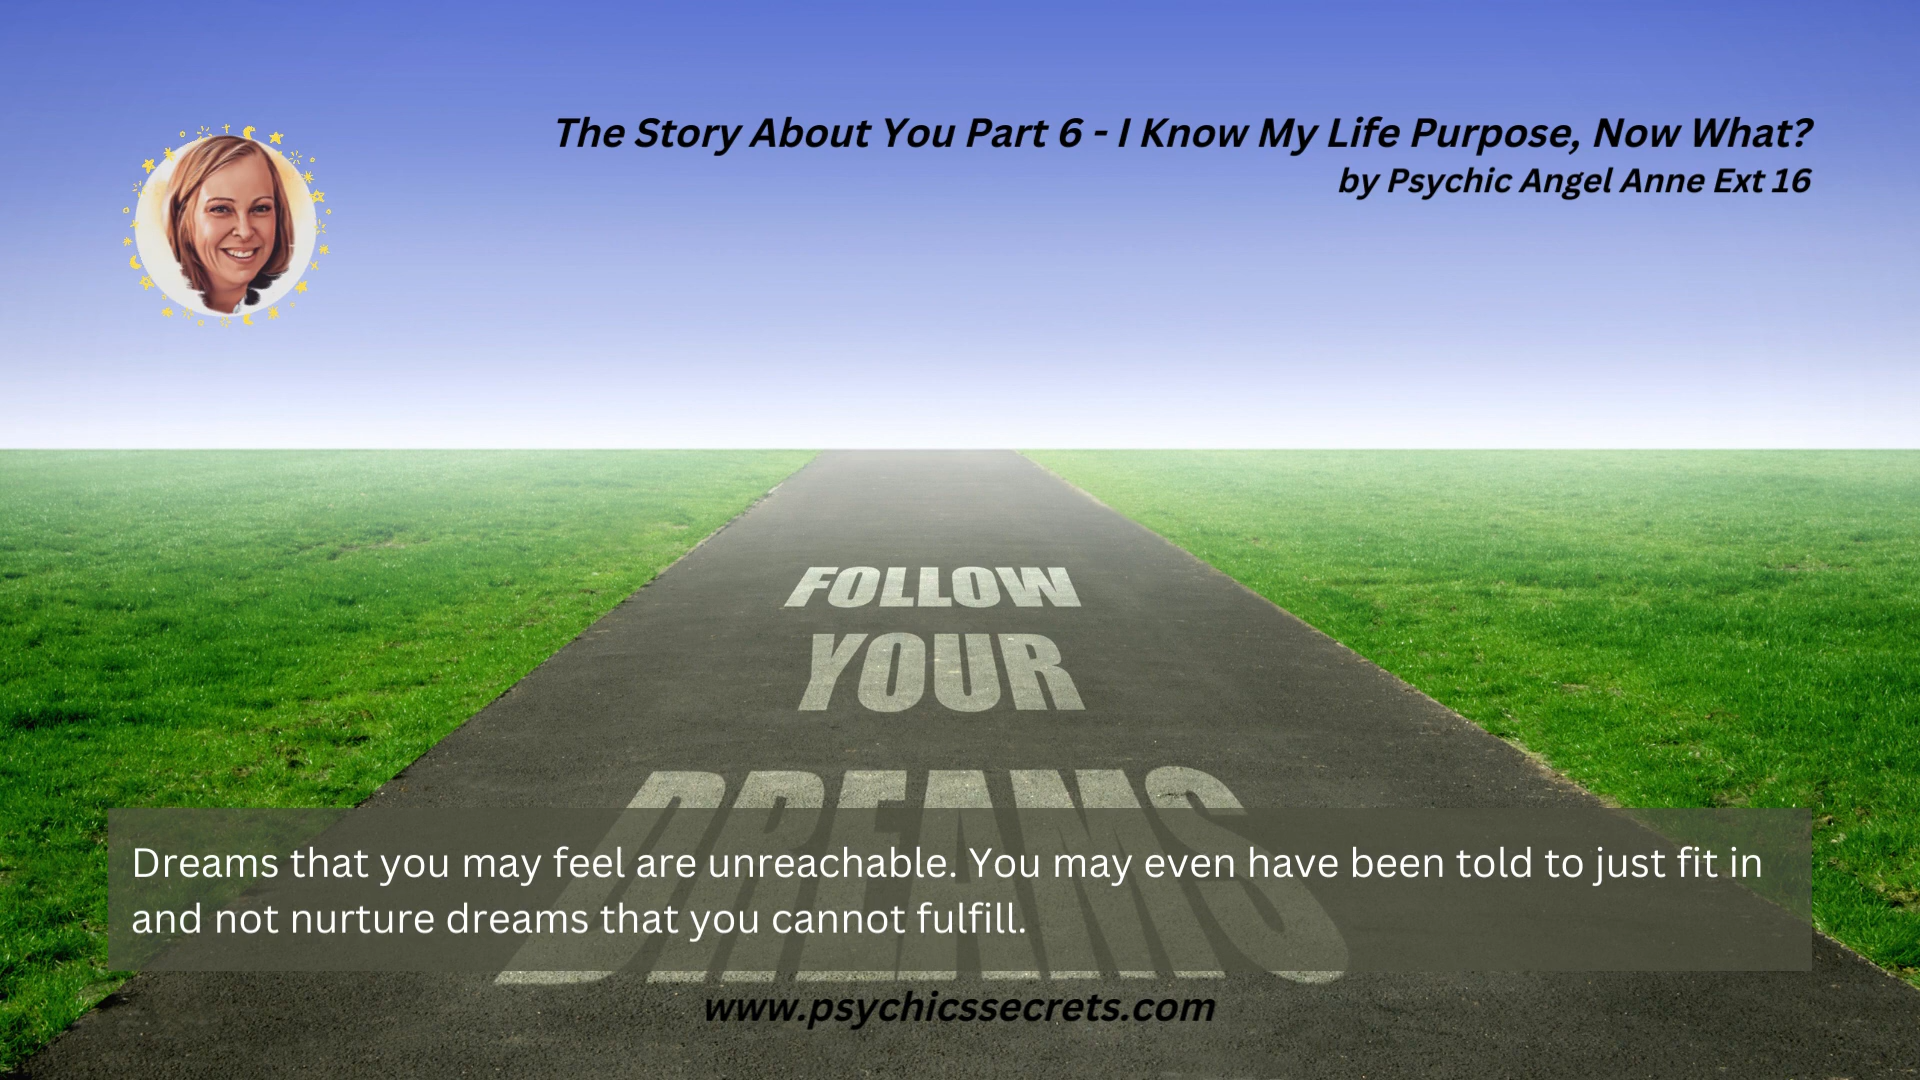 The Story About You Part 6 - I Know My Life Purpose, Now What?
by Psychic Angel Anne Ext 16
FOLLOW
YOUR
DREAMS
Dreams that you may feel are unreachable. You may even have been told to just fit in
and not nurture dreams that you cannot fulfill.
www.psychicssecrets.com